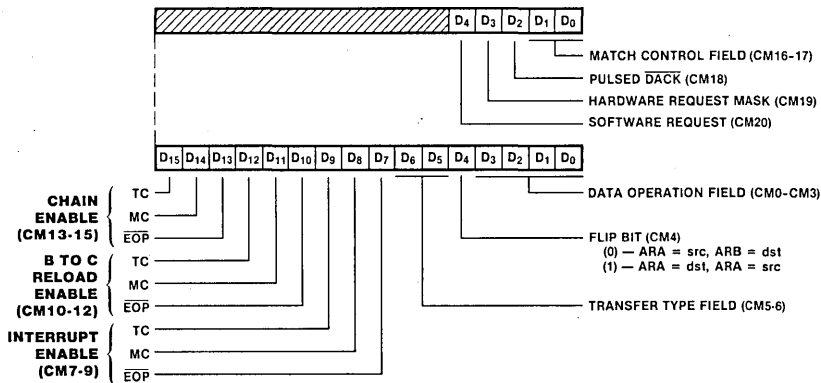 D4 D3 D2 D1 D0
MATCH CONTROL FIELD (CM16-17)
PULSED DACK (CM18)
HARDWARE REQUEST MASK (CM19)
SOFTWARE REQUEST (CM20)
D15 D14 D13 D12 D11 D10 D9 D8 D7 D6 D5 D4 D3 D2 D1 D0
DATA OPERATION FIELD (CM0-CM3)
FLIP BIT (CM4)
(0) — ARA = src, ARB = dst
(1) — ARA = dst, ARA = src
TRANSFER TYPE FIELD (CM5-6)
CHAIN
ENABLE
(CM13-15)
TC
MC
EOP
B TO C
RELOAD
ENABLE
(CM10-12)
TC
MC
EOP
INTERRUPT
ENABLE
(CM7-9)
TC
MC
EOP